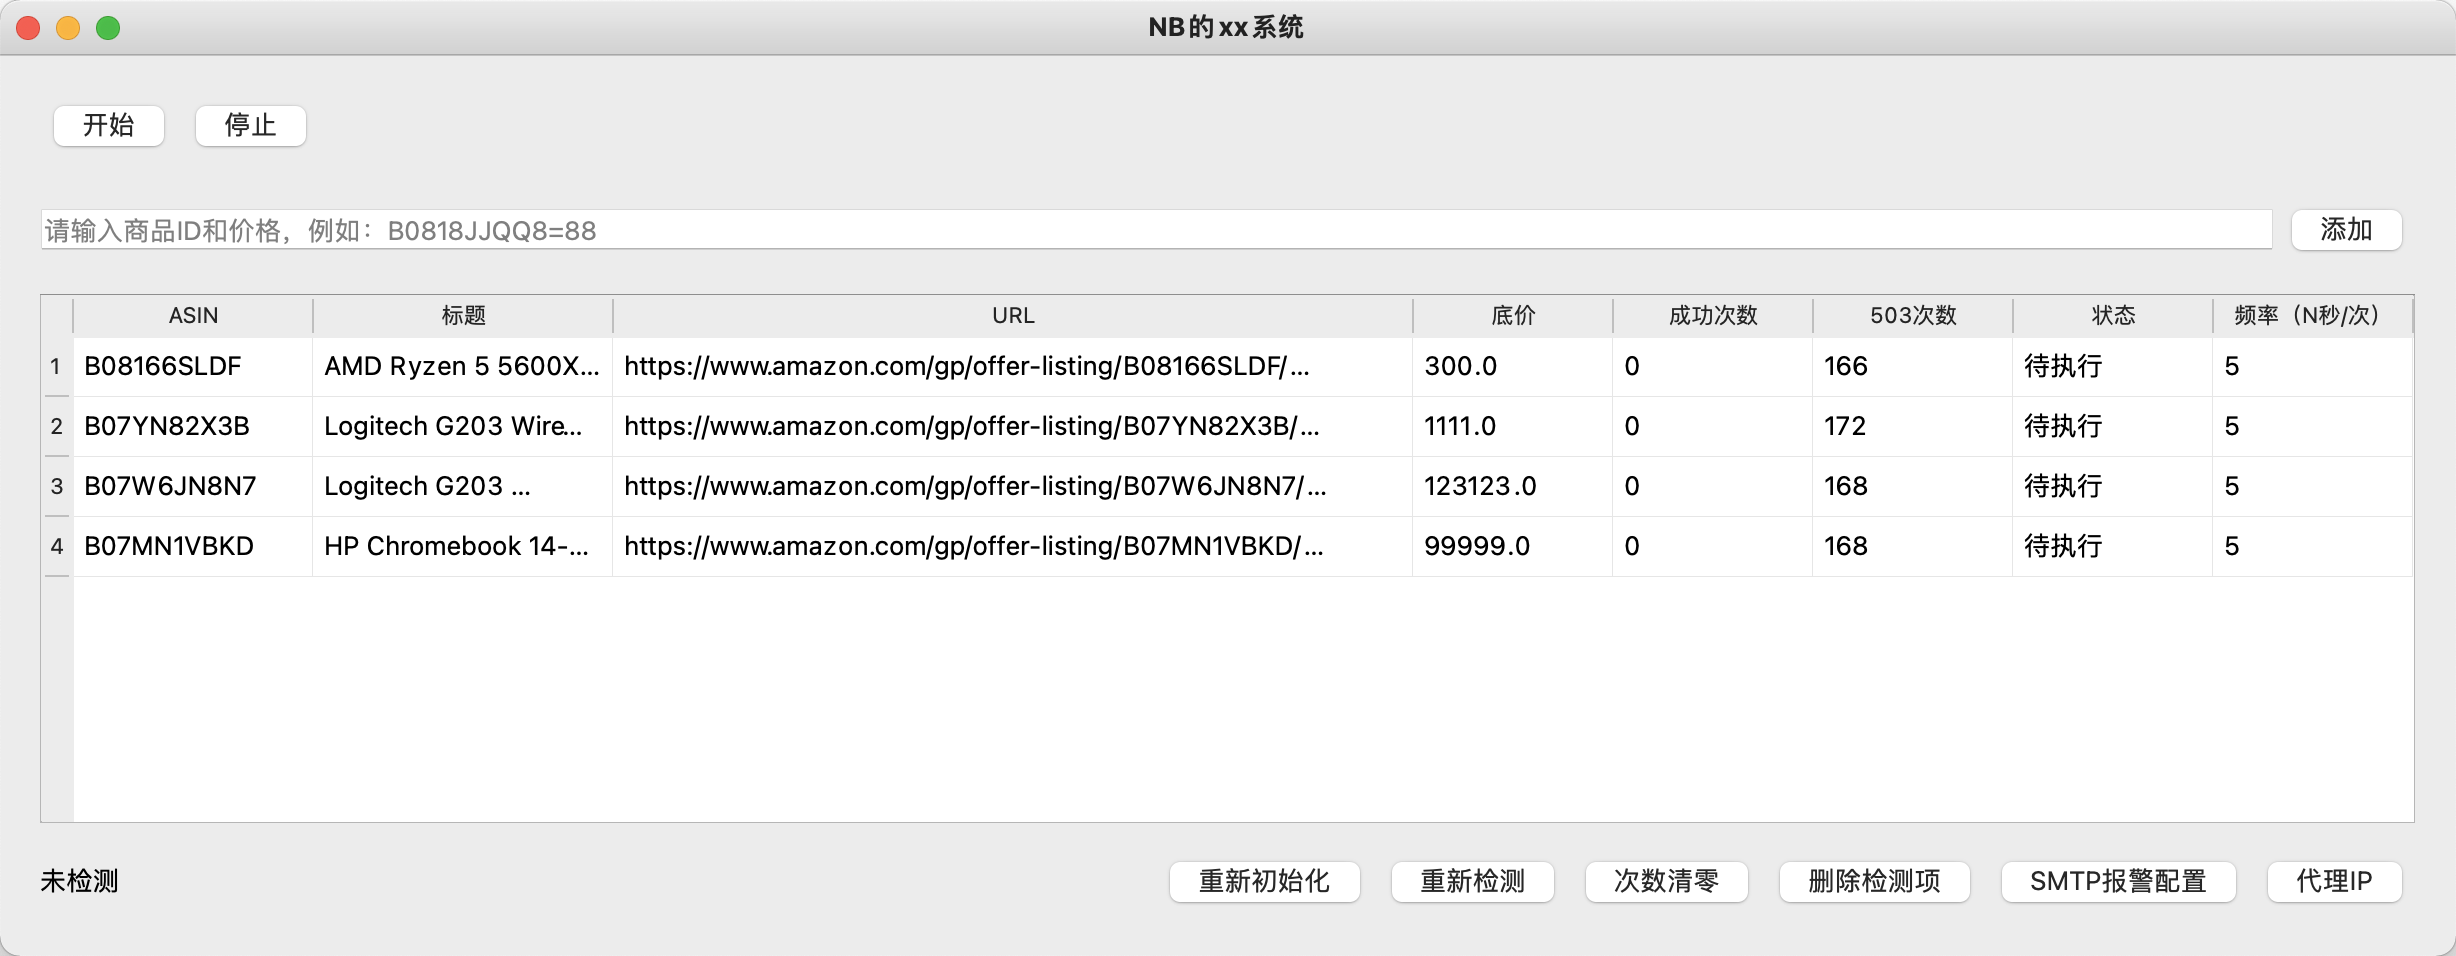 NB的xx系统
开始 停止
请输入商品ID和价格，例如：B0818JJQQ8=88 添加
ASIN 标题 URL 底价 成功次数 503次数 状态 频率（N秒/次）
1 B08166SLDF AMD Ryzen 5 5600X... https://www.amazon.com/gp/offer-listing/B08166SLDF/... 300.0 0 166 待执行 5
2 B07YN82X3B Logitech G203 Wire... https://www.amazon.com/gp/offer-listing/B07YN82X3B/... 1111.0 0 172 待执行 5
3 B07W6JN8N7 Logitech G203 ... https://www.amazon.com/gp/offer-listing/B07W6JN8N7/... 123123.0 0 168 待执行 5
4 B07MN1VBKD HP Chromebook 14-... https://www.amazon.com/gp/offer-listing/B07MN1VBKD/... 99999.0 0 168 待执行 5
未检测 重新初始化 重新检测 次数清零 删除检测项 SMTP报警配置 代理IP